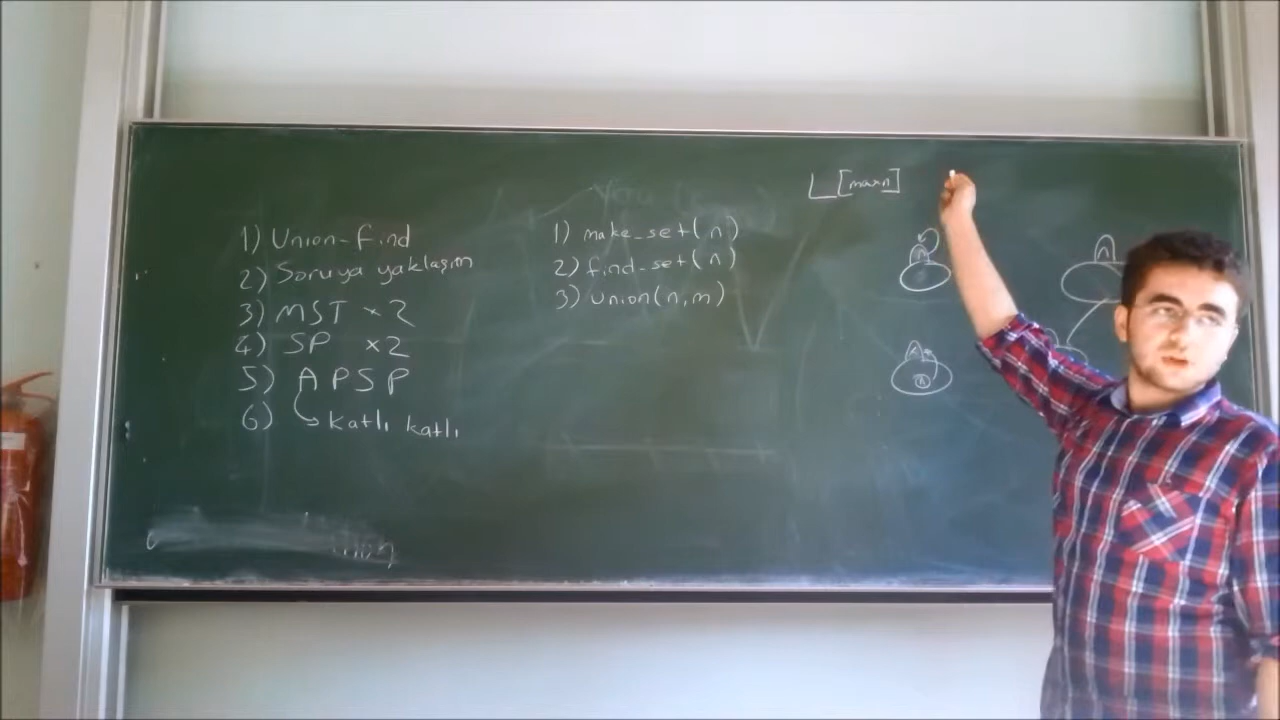 1) Union-find
2) Soruya yaklaşım
3) MST x2
4) SP x2
5) APSP
6) katlı katlı
1) make_set(n)
2) find_set(n)
3) union(n,m)
n
n
n